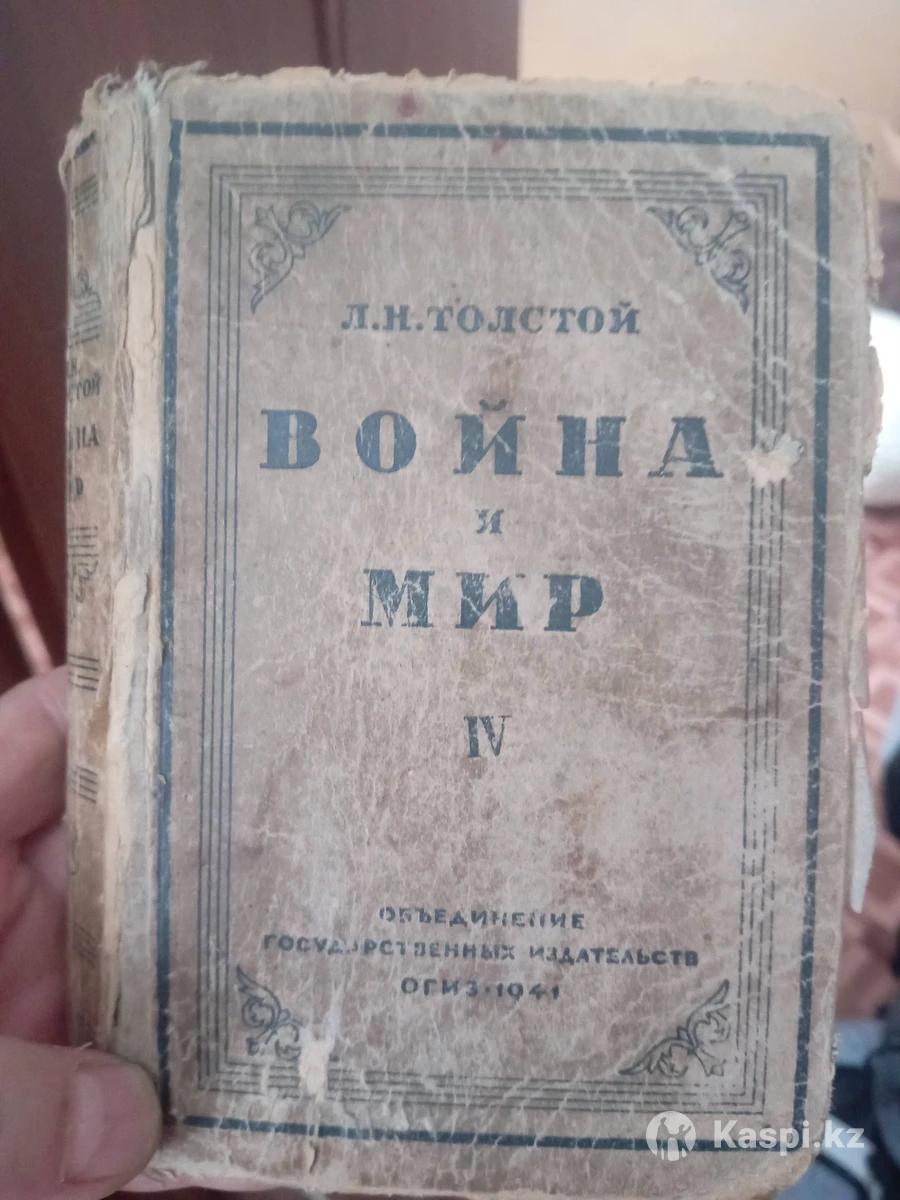 Л.Н.ТОЛСТОЙ
ВОЙНА
И
МИР
IV
ОБЪЕДИНЕНИЕ
ГОСУДАРСТВЕННЫХ ИЗДАТЕЛЬСТВ
ОГИЗ·1941
Kaspi.kz